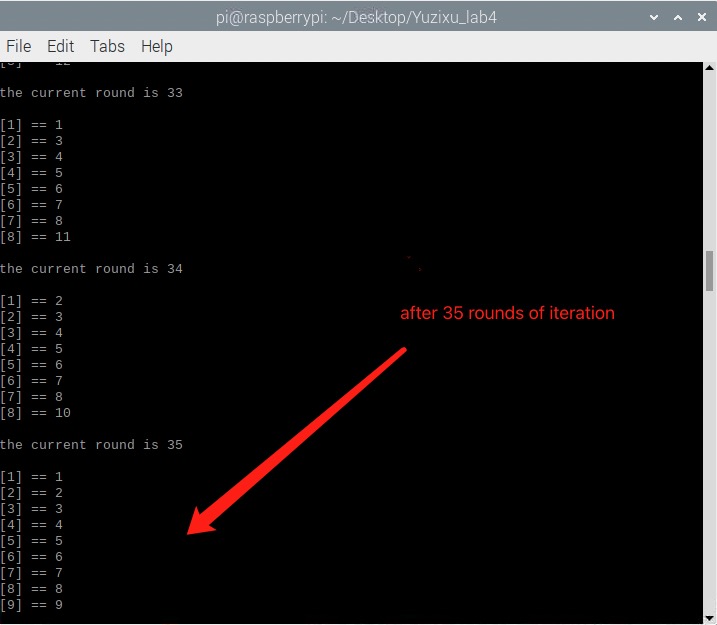 pi@raspberrypi: ~/Desktop/Yuzixu_lab4
File Edit Tabs Help
the current round is 33
[1] == 1
[2] == 3
[3] == 4
[4] == 5
[5] == 6
[6] == 7
[7] == 8
[8] == 11
the current round is 34
[1] == 2
[2] == 3
[3] == 4
[4] == 5
[5] == 6
[6] == 7
[7] == 8
[8] == 10
after 35 rounds of iteration
the current round is 35
[1] == 1
[2] == 2
[3] == 3
[4] == 4
[5] == 5
[6] == 6
[7] == 7
[8] == 8
[9] == 9